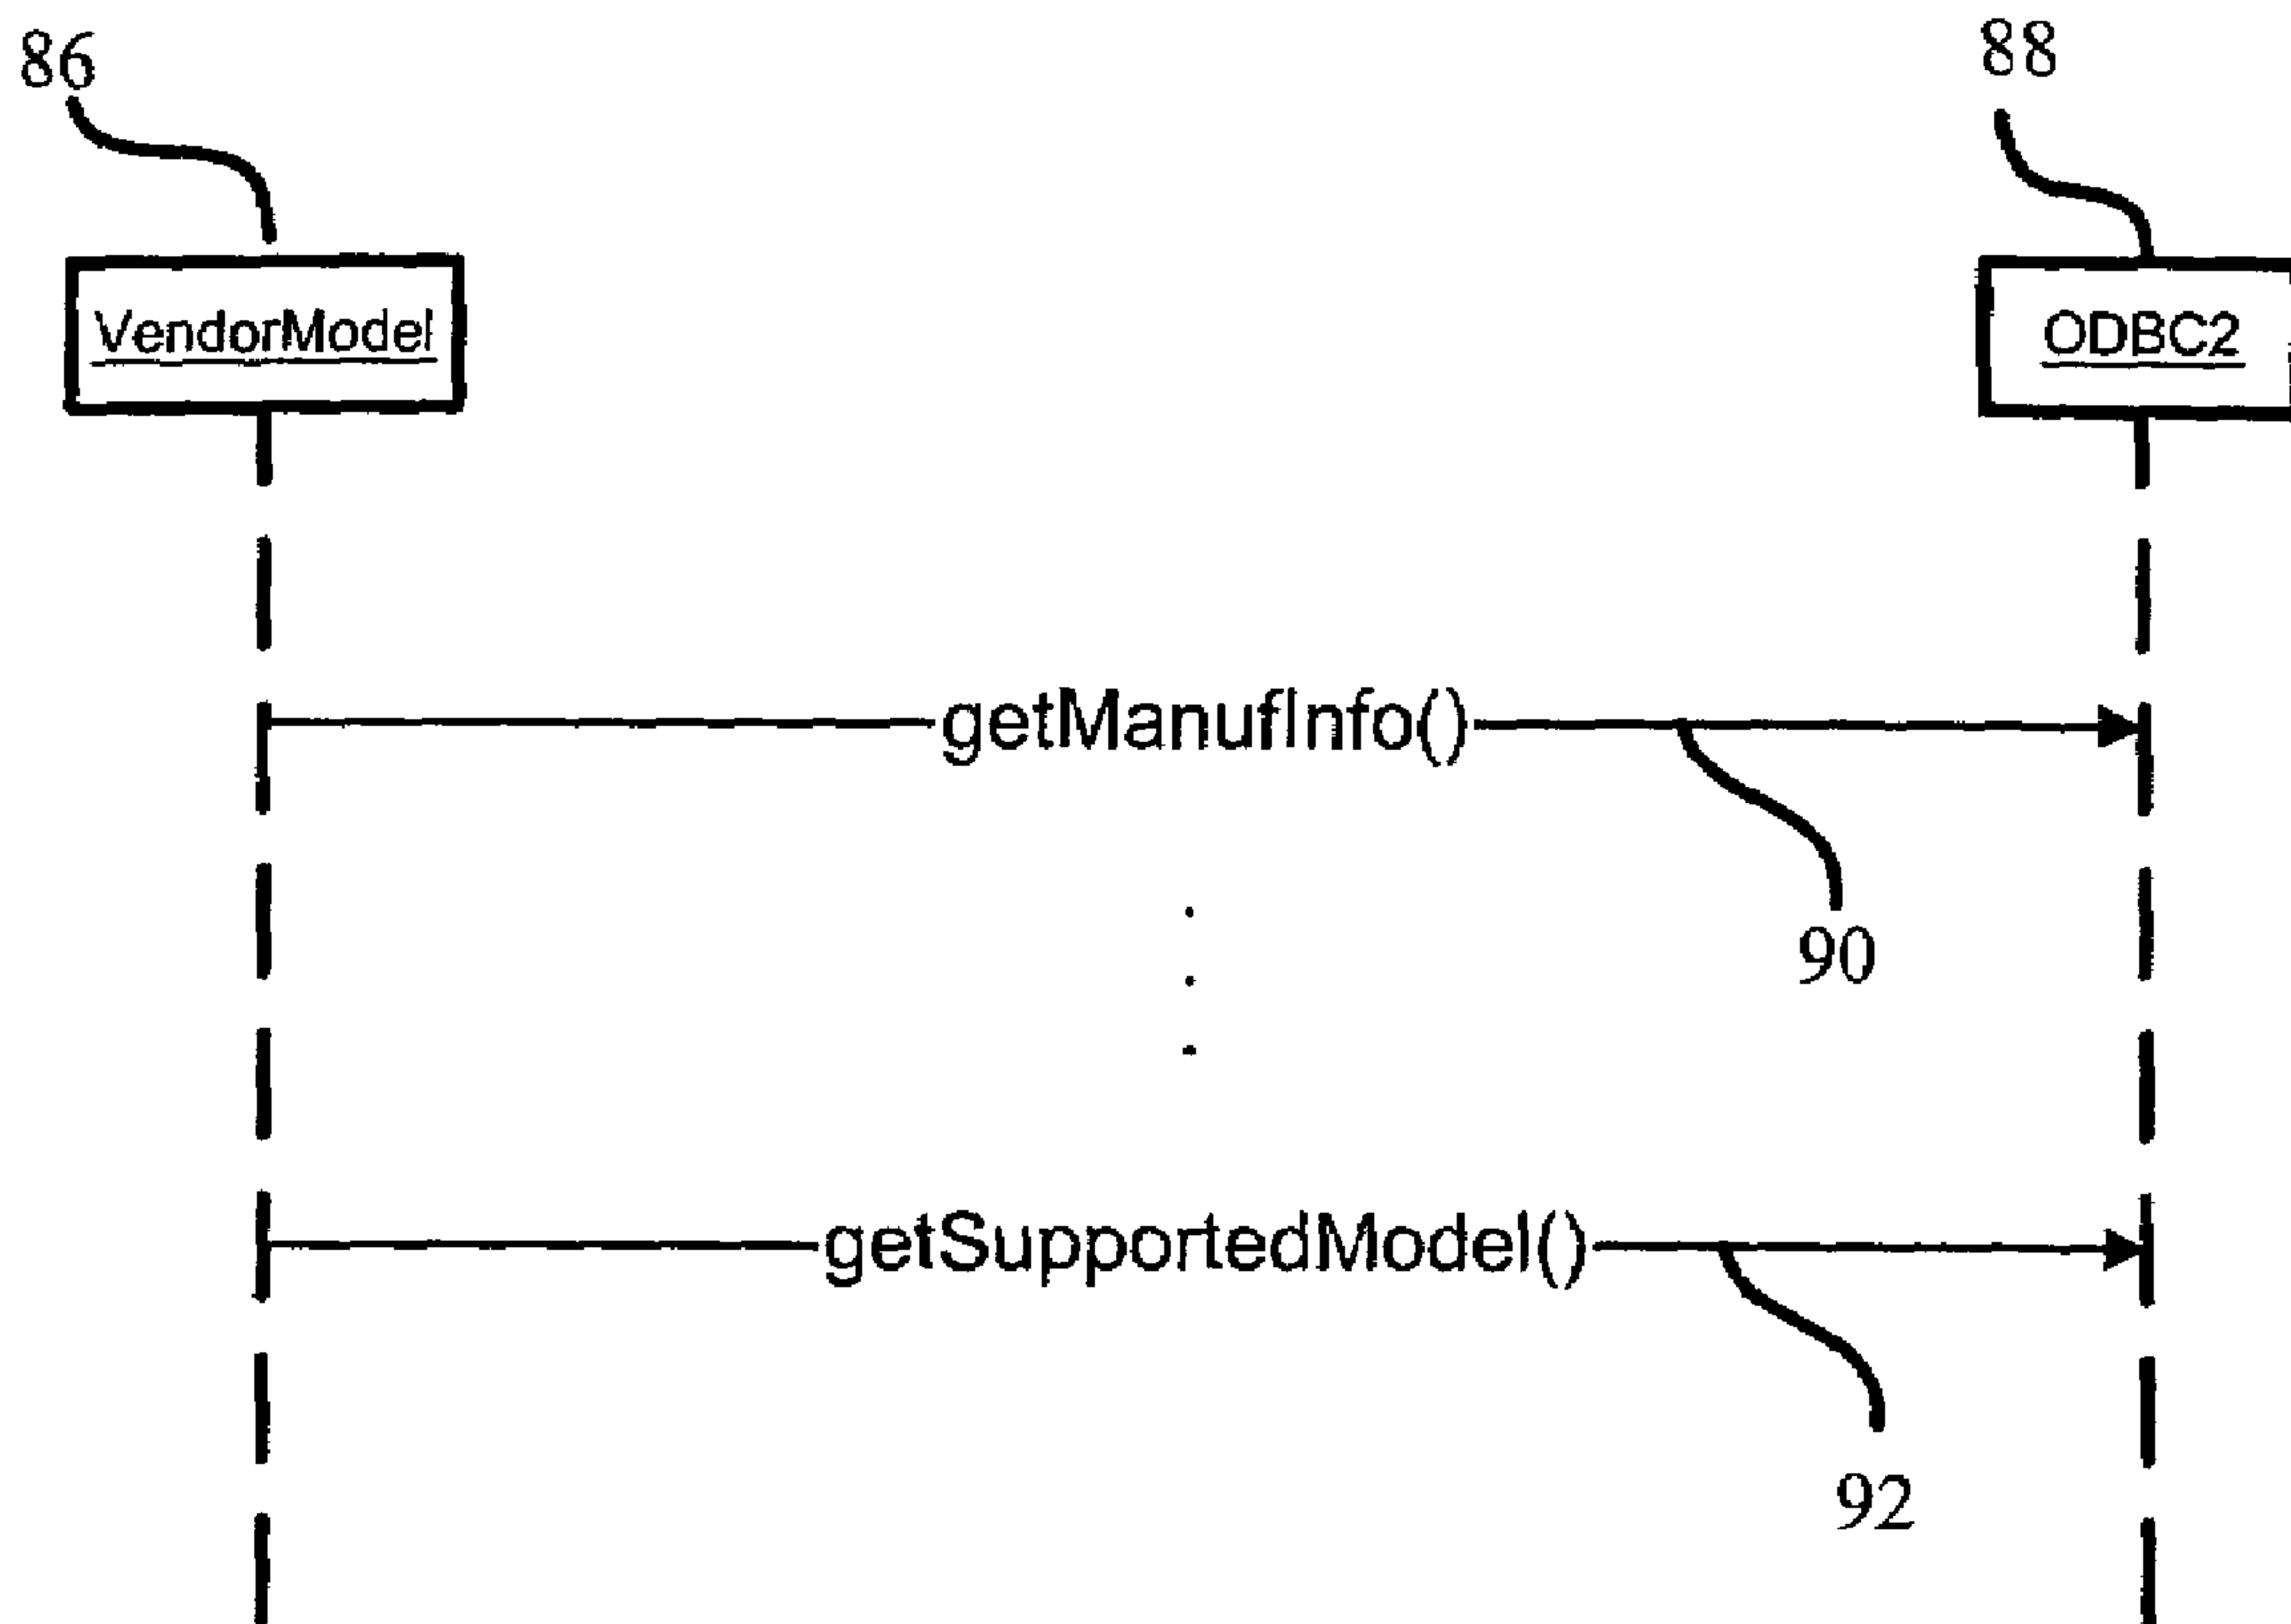 86
88
VendorModel
ODBC2
getManufInfo()
90
getSupportedModel()
92